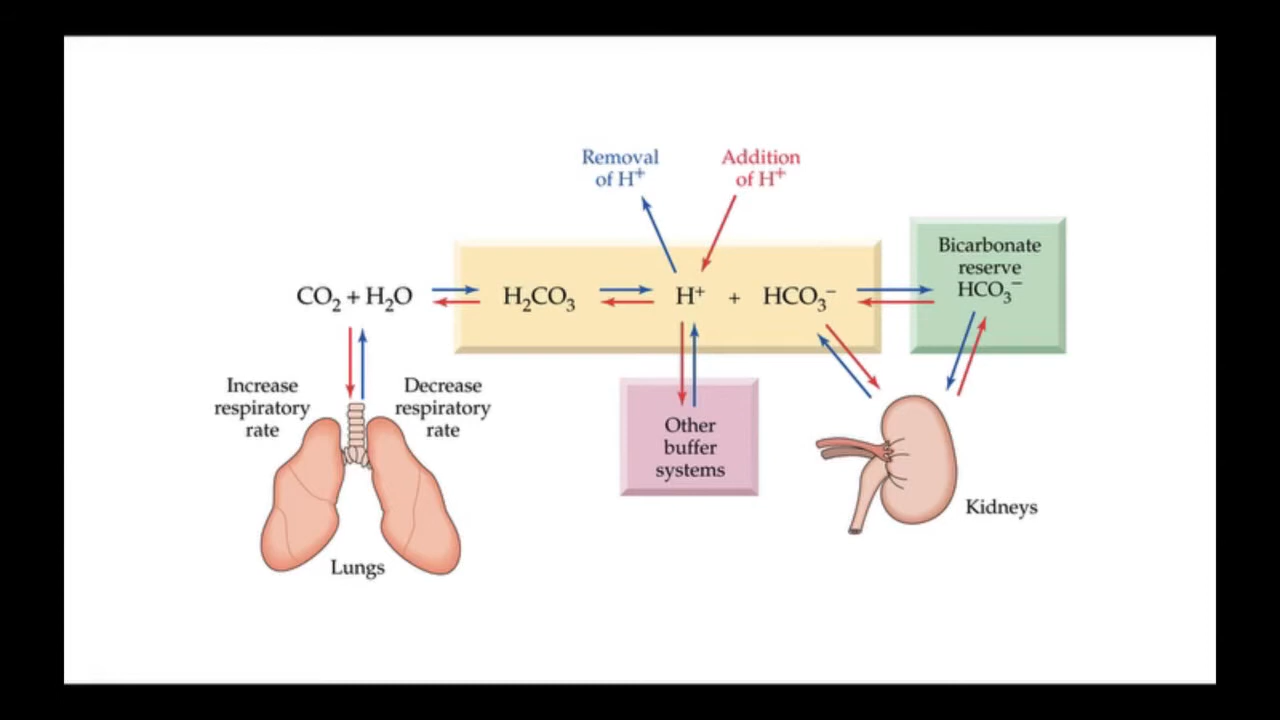 Removal
of H⁺
Addition
of H⁺
Bicarbonate
reserve
HCO₃⁻
CO₂ + H₂O
H₂CO₃
H⁺ + HCO₃⁻
Increase
respiratory
rate
Decrease
respiratory
rate
Other
buffer
systems
Kidneys
Lungs